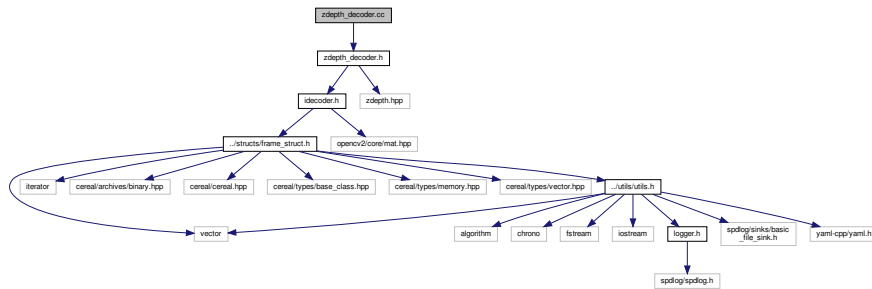 zdepth_decoder.cc
zdepth_decoder.h
idecoder.h
zdepth.hpp
../structs/frame_struct.h
opencv2/core/mat.hpp
iterator
cereal/archives/binary.hpp
cereal/cereal.hpp
cereal/types/base_class.hpp
cereal/types/memory.hpp
cereal/types/vector.hpp
../utils/utils.h
vector
algorithm
chrono
fstream
iostream
logger.h
spdlog/sinks/basic
_file_sink.h
yaml-cpp/yaml.h
spdlog/spdlog.h